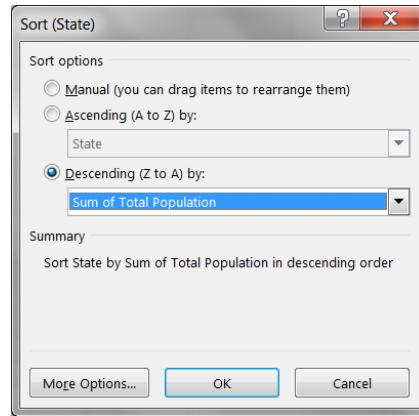 Sort (State)
Sort options
Manual (you can drag items to rearrange them)
Ascending (A to Z) by:
State
Descending (Z to A) by:
Sum of Total Population
Summary
Sort State by Sum of Total Population in descending order
More Options... OK Cancel